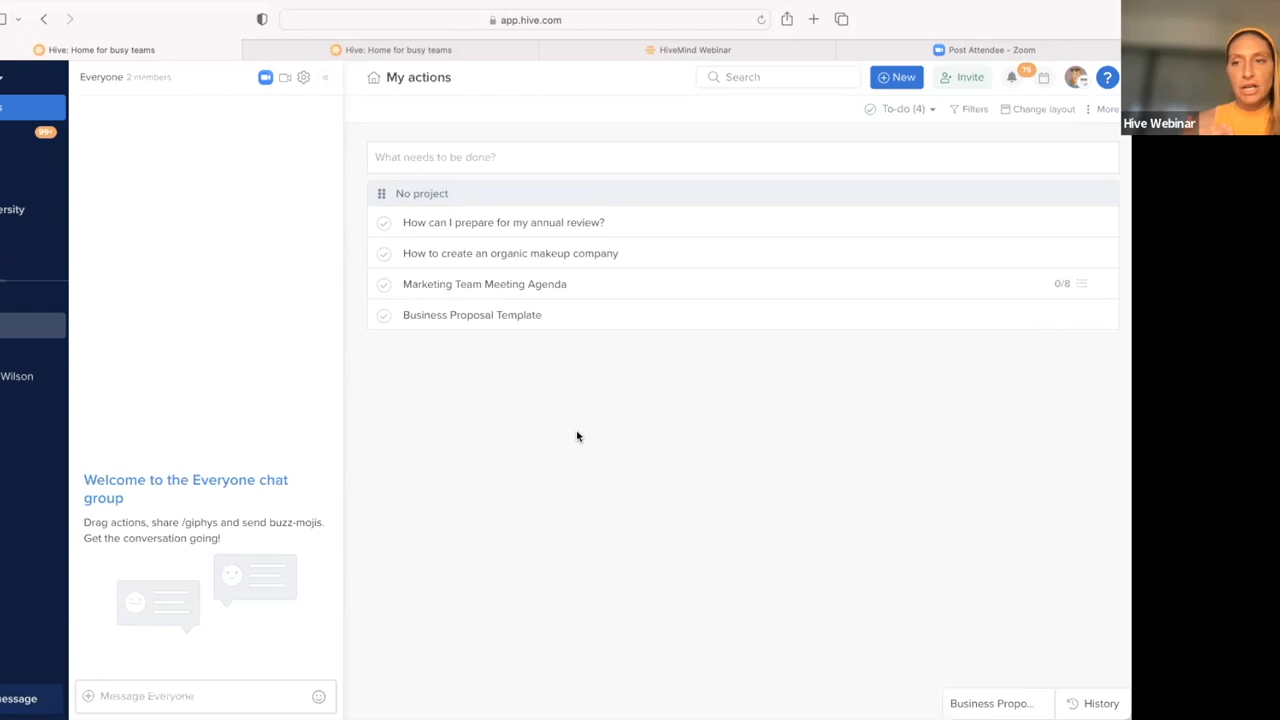 app.hive.com
Hive: Home for busy teams
Hive: Home for busy teams
HiveMind Webinar
Post Attendee - Zoom
99+
ersity
Wilson
essage
Everyone 2 members
Welcome to the Everyone chat
group
Drag actions, share /giphys and send buzz-mojis.
Get the conversation going!
Message Everyone
My actions
Search
New
Invite
75
?
To-do (4)
Filters
Change layout
More
What needs to be done?
No project
How can I prepare for my annual review?
How to create an organic makeup company
Marketing Team Meeting Agenda
0/8
Business Proposal Template
Business Propo...
History
Hive Webinar